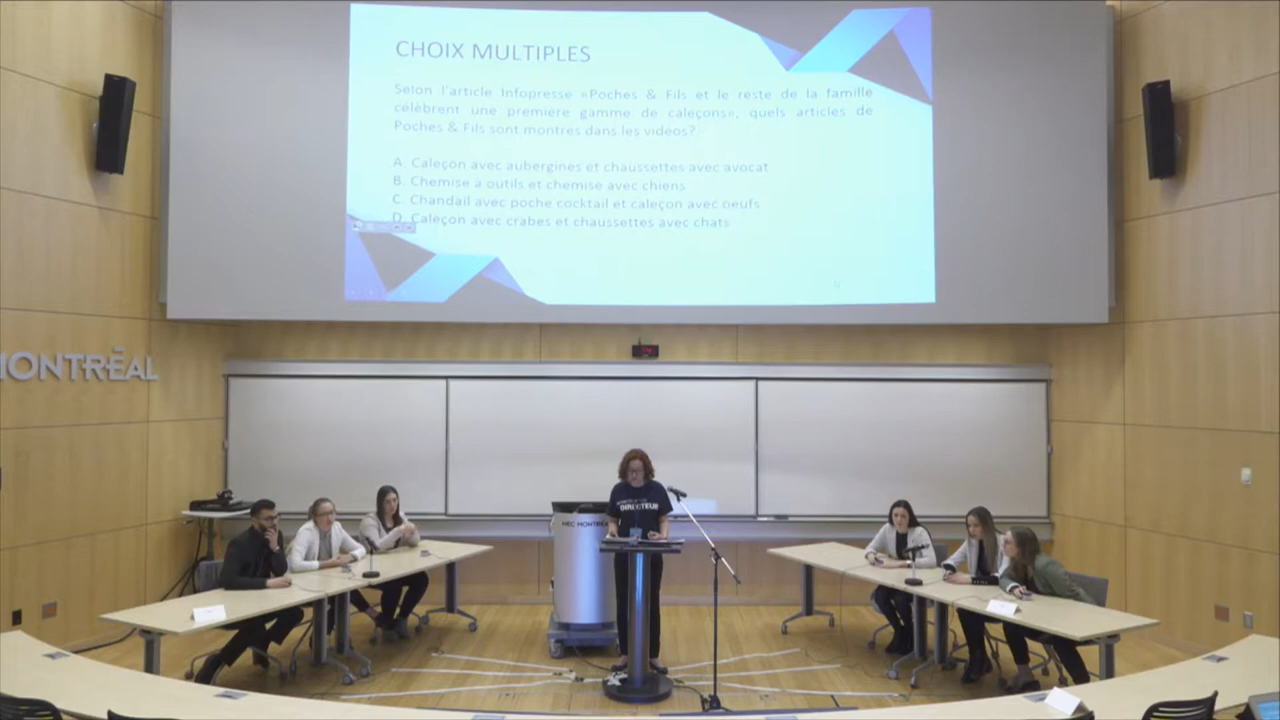 CHOIX MULTIPLES
Selon l'article Infopresse «Poches & Fils et le reste de la famille
célèbrent une première gamme de caleçons», quels articles de
Poches & Fils sont montrés dans les vidéos?
A. Caleçon avec aubergines et chaussettes avec avocat
B. Chemise à outils et chemise avec chiens
C. Chandail avec poche cocktail et caleçon avec oeufs
D. Caleçon avec crabes et chaussettes avec chats
MONTRÉAL
HEC MONTRÉAL
DIRECTEUR